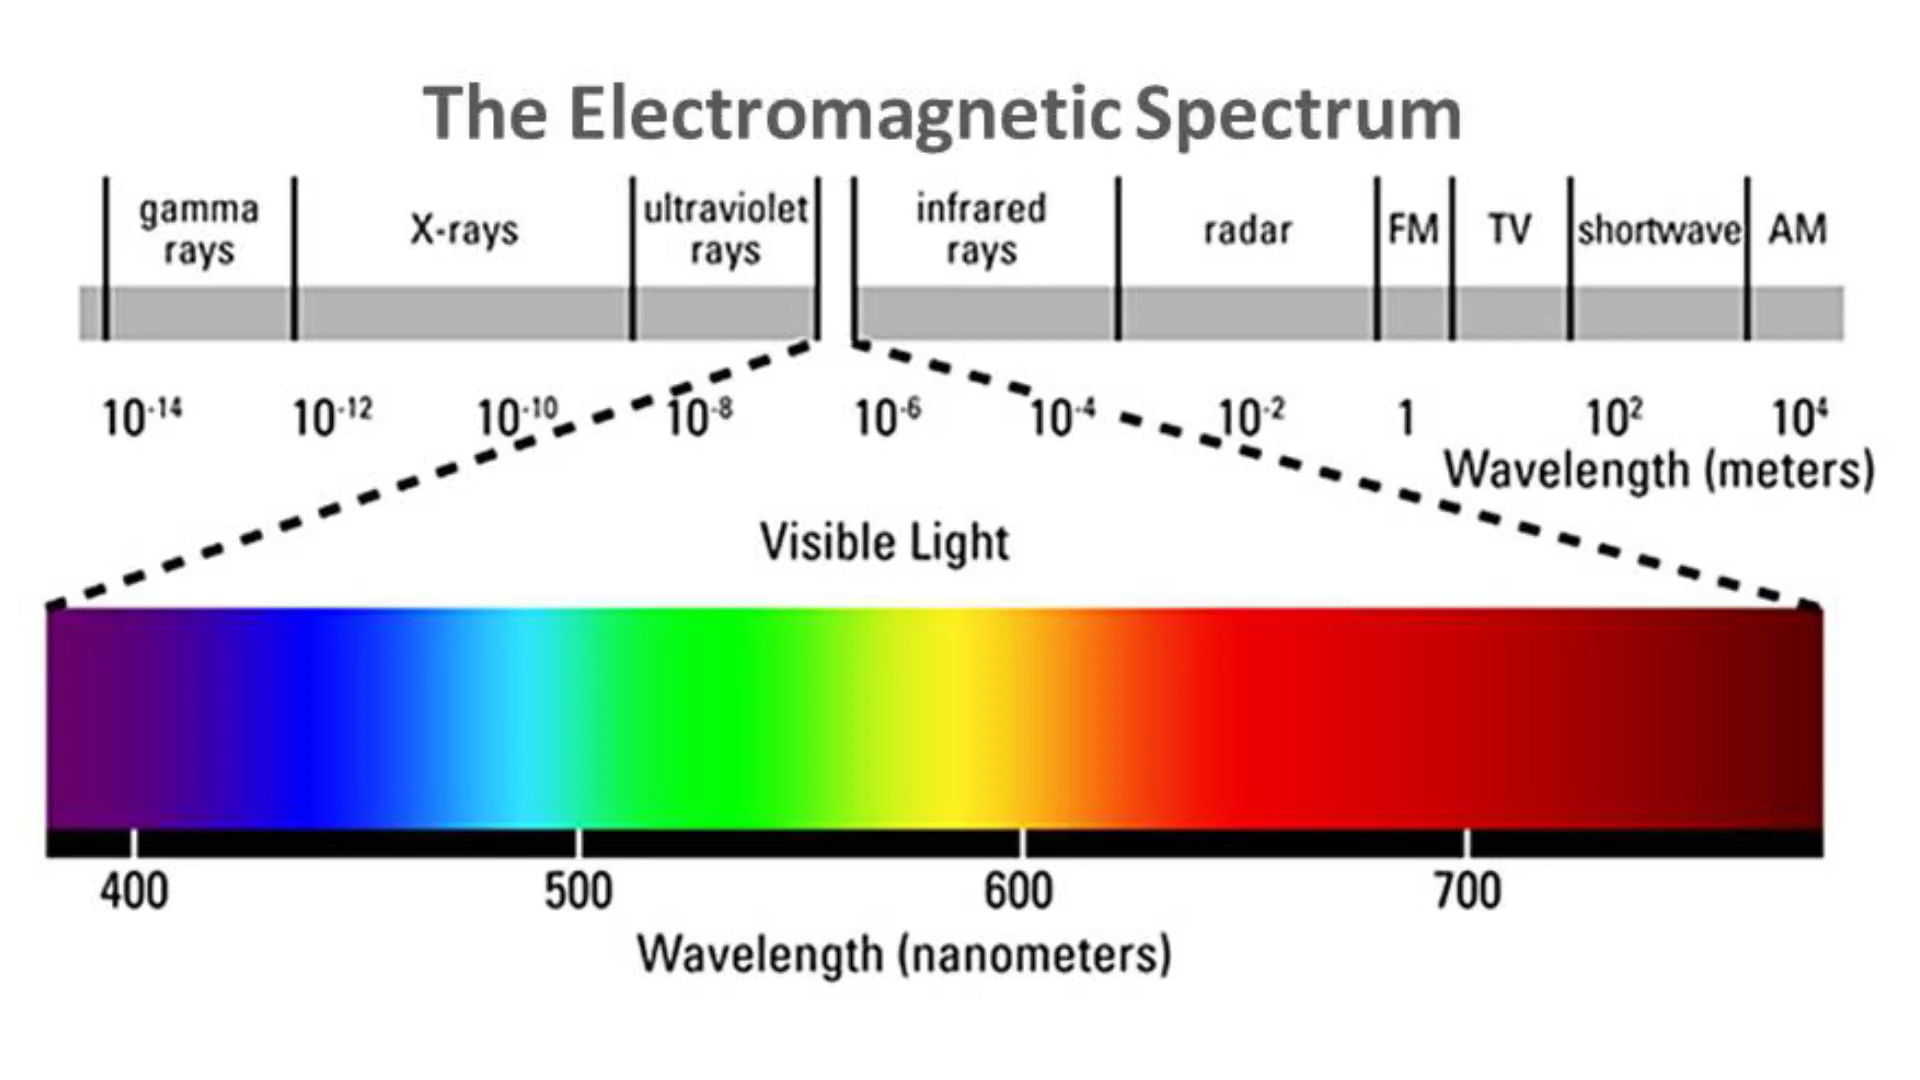 The Electromagnetic Spectrum
gamma rays
X-rays
ultraviolet rays
infrared rays
radar
FM
TV
shortwave
AM
10⁻¹⁴ 10⁻¹² 10⁻¹⁰ 10⁻⁸ 10⁻⁶ 10⁻⁴ 10⁻² 1 10² 10⁴
Wavelength (meters)
Visible Light
400 500 600 700
Wavelength (nanometers)